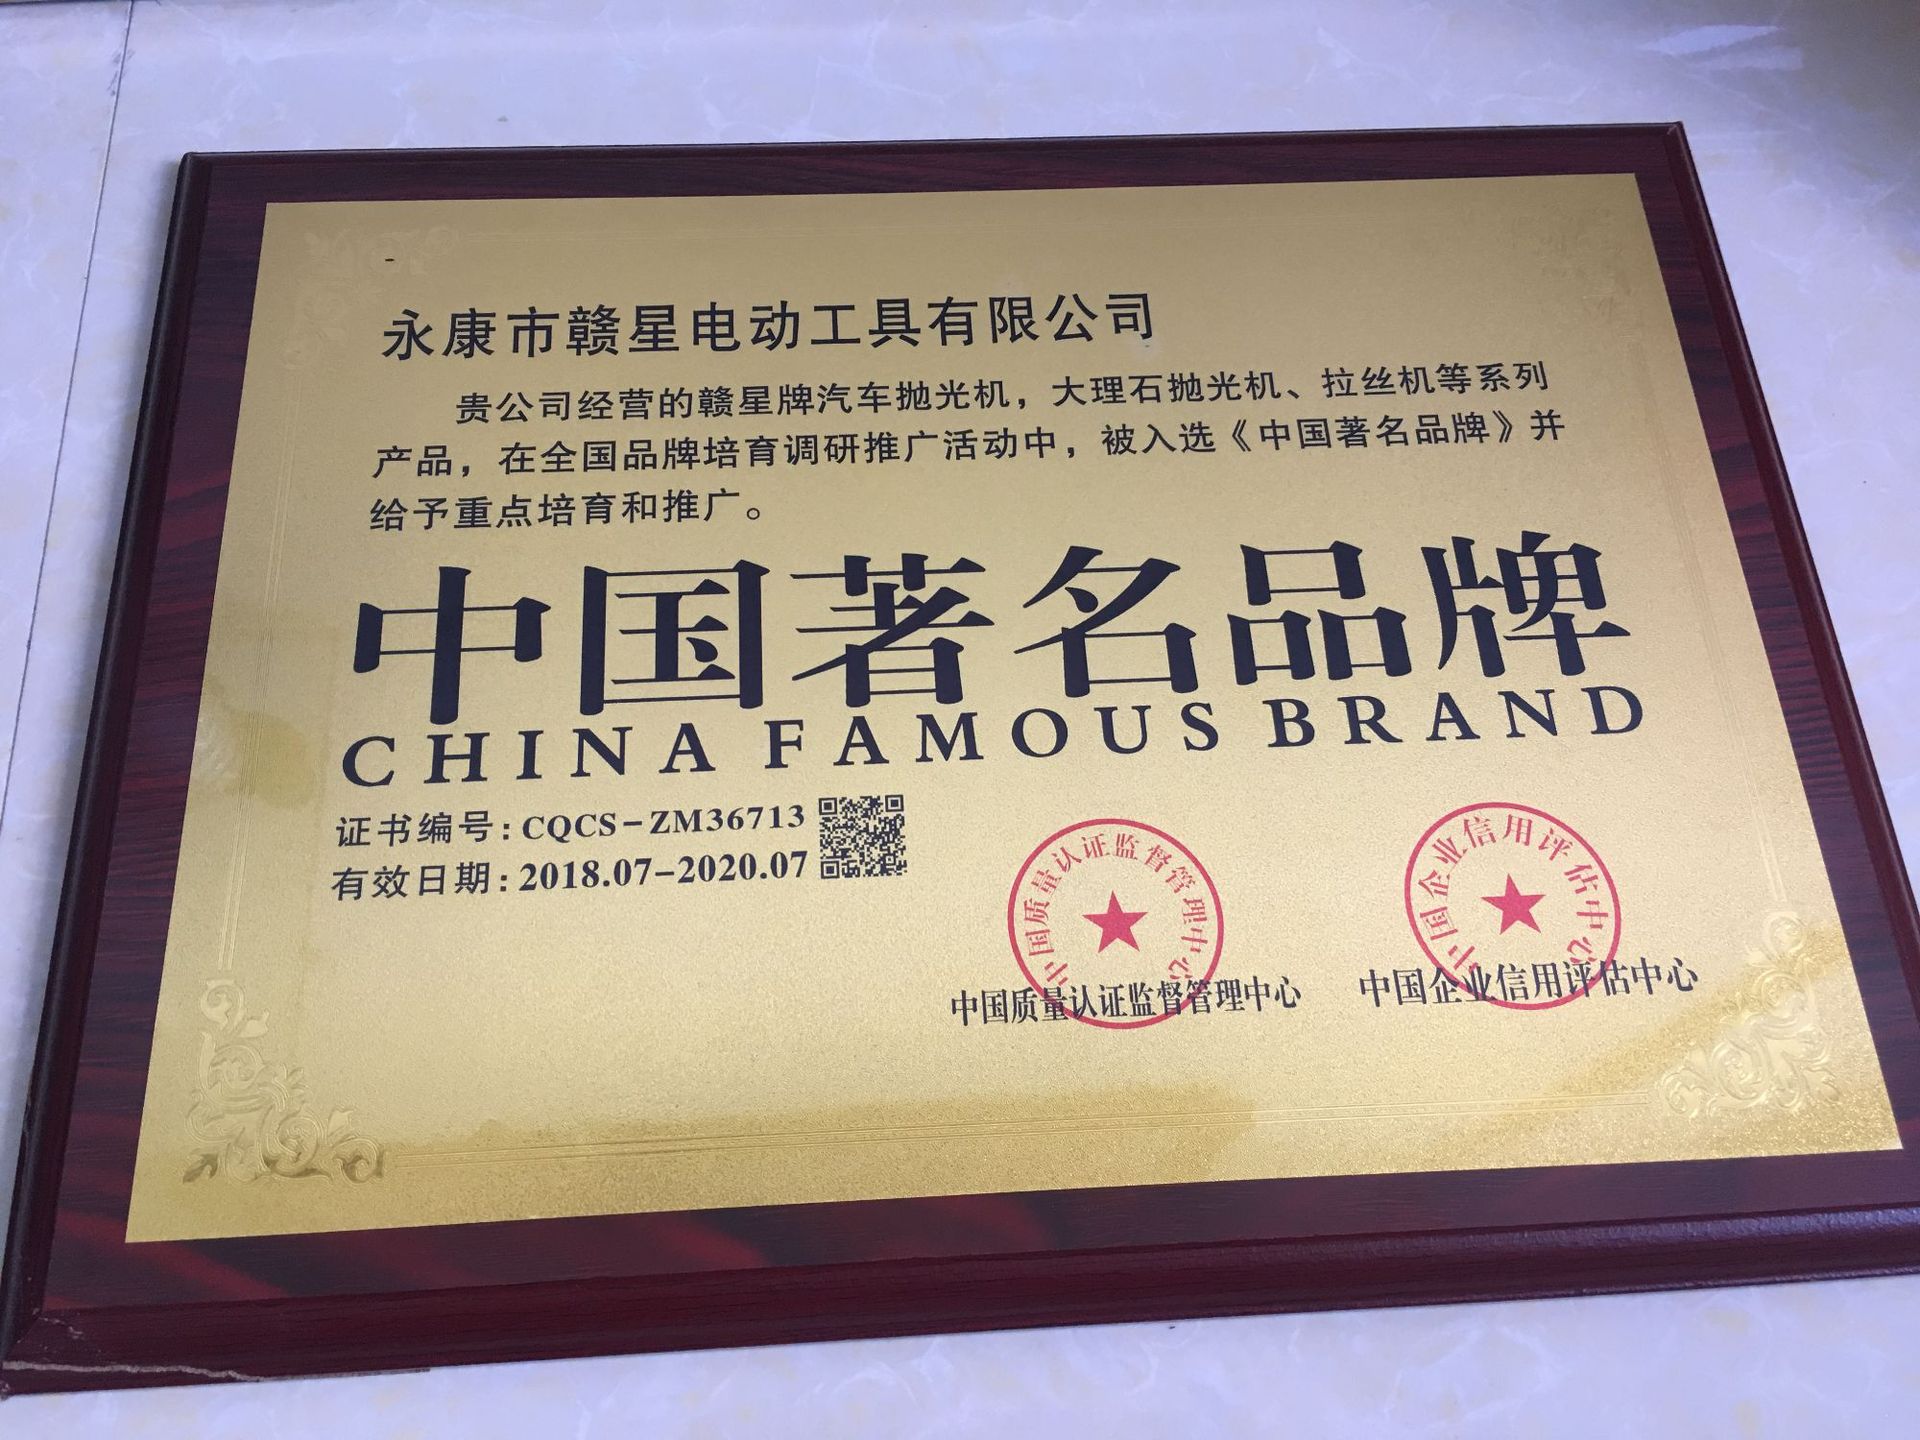 永康市赣星电动工具有限公司
贵公司经营的赣星牌汽车抛光机，大理石抛光机、拉丝机等系列
产品，在全国品牌培育调研推广活动中，被入选《中国著名品牌》并
给予重点培育和推广。
中国著名品牌
CHINA FAMOUS BRAND
证书编号：CQCS-ZM36713
有效日期：2018.07-2020.07
中国质量认证监督管理中心
中国企业信用评估中心
中国质量认证监督管理中心
中国企业信用评估中心